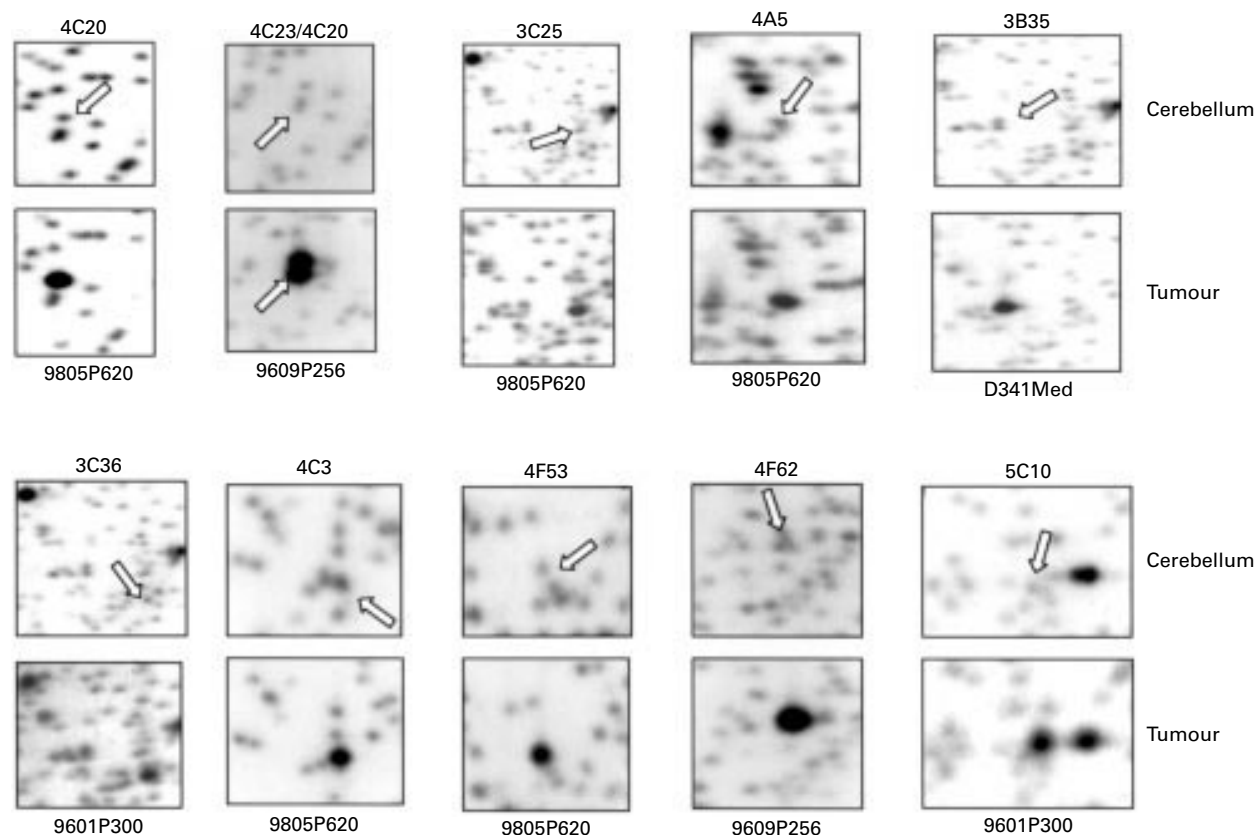 4C20 4C23/4C20 3C25 4A5 3B35
Cerebellum
Tumour
9805P620 9609P256 9805P620 9805P620 D341Med
3C36 4C3 4F53 4F62 5C10
Cerebellum
Tumour
9601P300 9805P620 9805P620 9609P256 9601P300